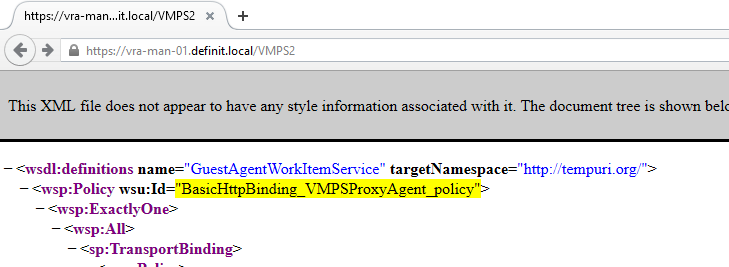 https://vra-man...it.local/VMPS2 ×
https://vra-man-01.definit.local/VMPS2
This XML file does not appear to have any style information associated with it. The document tree is shown belo
−<wsdl:definitions name="GuestAgentWorkItemService" targetNamespace="http://tempuri.org/">
−<wsp:Policy wsu:Id="BasicHttpBinding_VMPSProxyAgent_policy">
−<wsp:ExactlyOne>
−<wsp:All>
−<sp:TransportBinding>